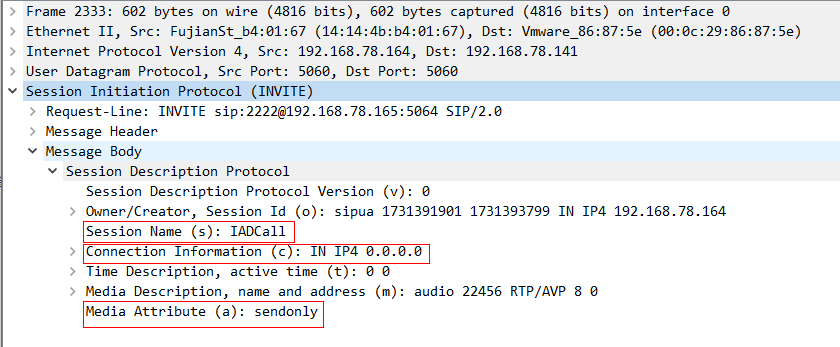 Frame 2333: 602 bytes on wire (4816 bits), 602 bytes captured (4816 bits) on interface 0
Ethernet II, Src: FujianSt_b4:01:67 (14:14:4b:b4:01:67), Dst: Vmware_86:87:5e (00:0c:29:86:87:5e)
Internet Protocol Version 4, Src: 192.168.78.164, Dst: 192.168.78.141
User Datagram Protocol, Src Port: 5060, Dst Port: 5060
Session Initiation Protocol (INVITE)
Request-Line: INVITE sip:2222@192.168.78.165:5064 SIP/2.0
Message Header
Message Body
Session Description Protocol
Session Description Protocol Version (v): 0
Owner/Creator, Session Id (o): sipua 1731391901 1731393799 IN IP4 192.168.78.164
Session Name (s): IADCall
Connection Information (c): IN IP4 0.0.0.0
Time Description, active time (t): 0 0
Media Description, name and address (m): audio 22456 RTP/AVP 8 0
Media Attribute (a): sendonly